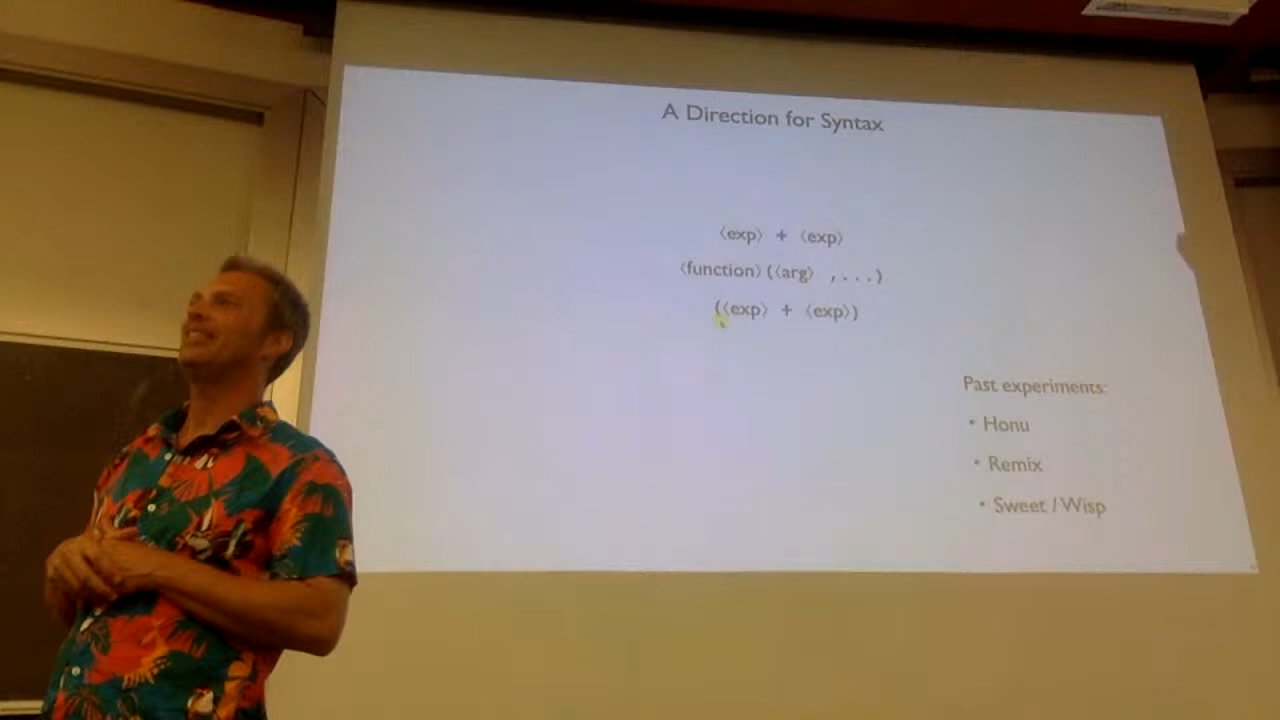 A Direction for Syntax
⟨exp⟩ + ⟨exp⟩
⟨function⟩(⟨arg⟩ ,...)
(⟨exp⟩ + ⟨exp⟩)
Past experiments:
• Honu
• Remix
• Sweet / Wisp